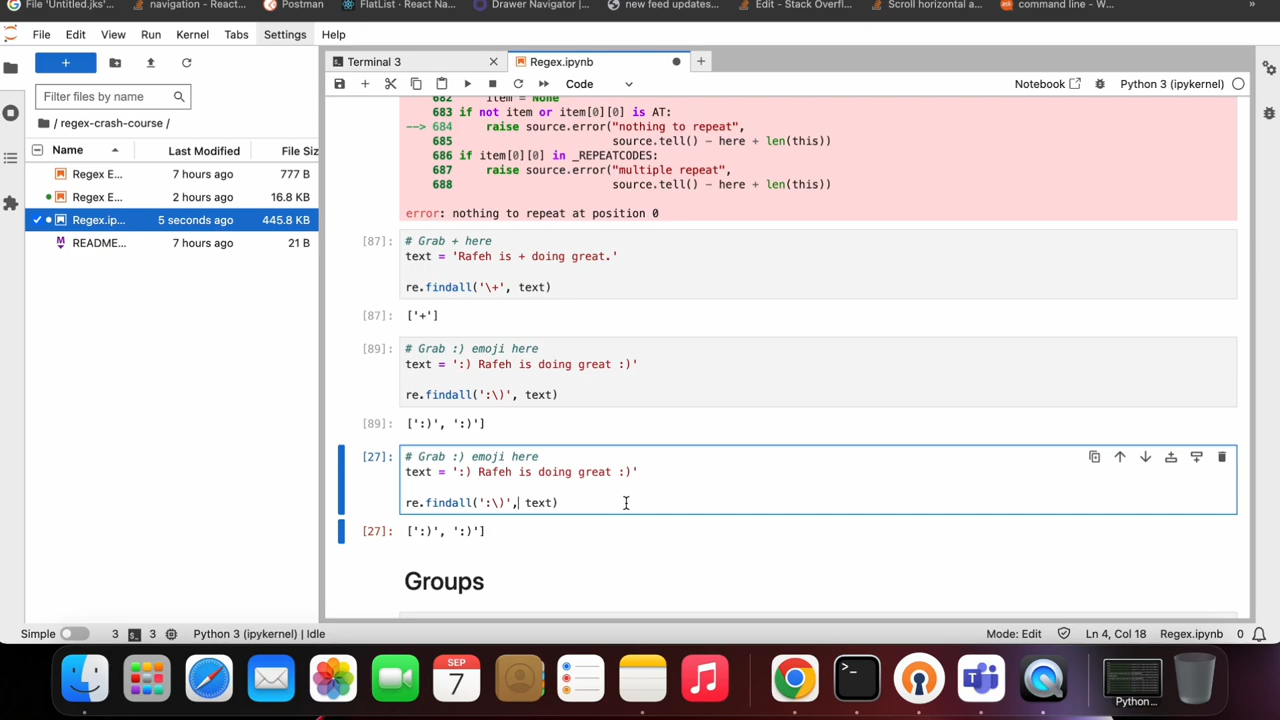 File 'Untitled.jks'...
navigation - React...
Postman
FlatList · React Na...
Drawer Navigator |...
new feed updates...
Edit - Stack Overfl...
Scroll horizontal a...
command line - W...
»
File Edit View Run Kernel Tabs Settings Help
Filter files by name
/ regex-crash-course /
Name Last Modified File Siz
Regex E... 7 hours ago 777 B
Regex E... 2 hours ago 16.8 KB
Regex.ip... 5 seconds ago 445.8 KB
README... 7 hours ago 21 B
Terminal 3
Regex.ipynb
Code
Notebook
Python 3 (ipykernel)
682 item = None
683 if not item or item[0][0] is AT:
--> 684 raise source.error("nothing to repeat",
685 source.tell() - here + len(this))
686 if item[0][0] in _REPEATCODES:
687 raise source.error("multiple repeat",
688 source.tell() - here + len(this))
error: nothing to repeat at position 0
[87]: # Grab + here
text = 'Rafeh is + doing great.'
re.findall('\+', text)
[87]: ['+']
[89]: # Grab :) emoji here
text = ':) Rafeh is doing great :)'
re.findall(':\)', text)
[89]: [':)', ':)']
[27]: # Grab :) emoji here
text = ':) Rafeh is doing great :)'
re.findall(':\)', text)
[27]: [':)', ':)']
Groups
Simple 3 3 Python 3 (ipykernel) | Idle
Mode: Edit Ln 4, Col 18 Regex.ipynb 0
SEP
7
Python...